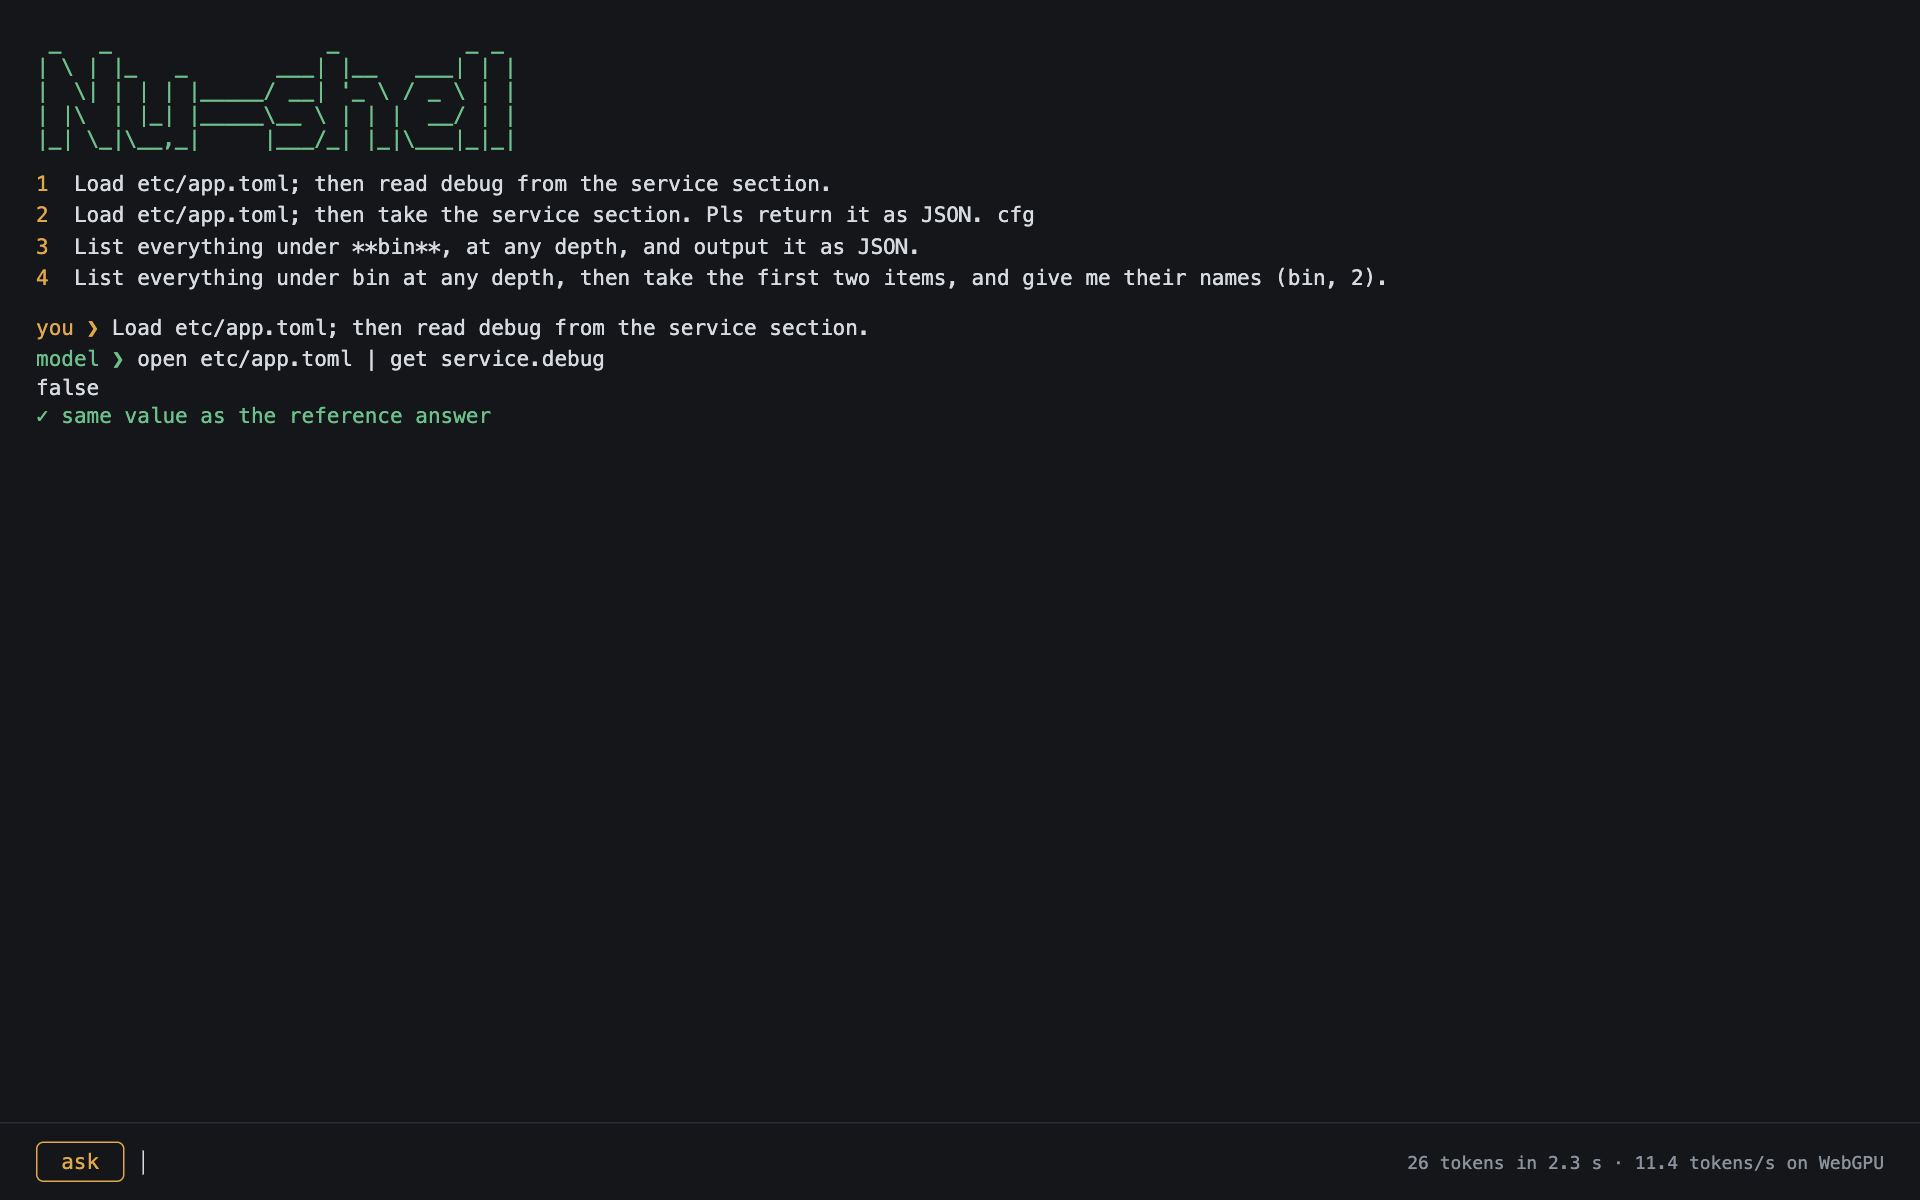 Nu-shell
1 Load etc/app.toml; then read debug from the service section.
2 Load etc/app.toml; then take the service section. Pls return it as JSON. cfg
3 List everything under **bin**, at any depth, and output it as JSON.
4 List everything under bin at any depth, then take the first two items, and give me their names (bin, 2).
you ❯ Load etc/app.toml; then read debug from the service section.
model ❯ open etc/app.toml | get service.debug
false
✓ same value as the reference answer
ask
26 tokens in 2.3 s · 11.4 tokens/s on WebGPU